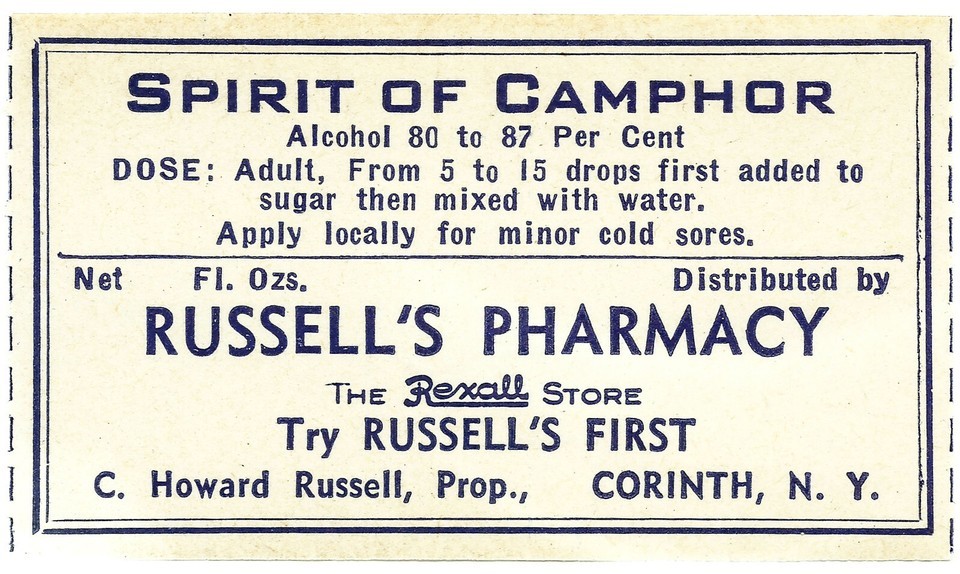 SPIRIT OF CAMPHOR
Alcohol 80 to 87 Per Cent
DOSE: Adult, From 5 to 15 drops first added to
sugar then mixed with water.
Apply locally for minor cold sores.
Net Fl. Ozs. Distributed by
RUSSELL'S PHARMACY
THE Rexall STORE
Try RUSSELL'S FIRST
C. Howard Russell, Prop., CORINTH, N. Y.